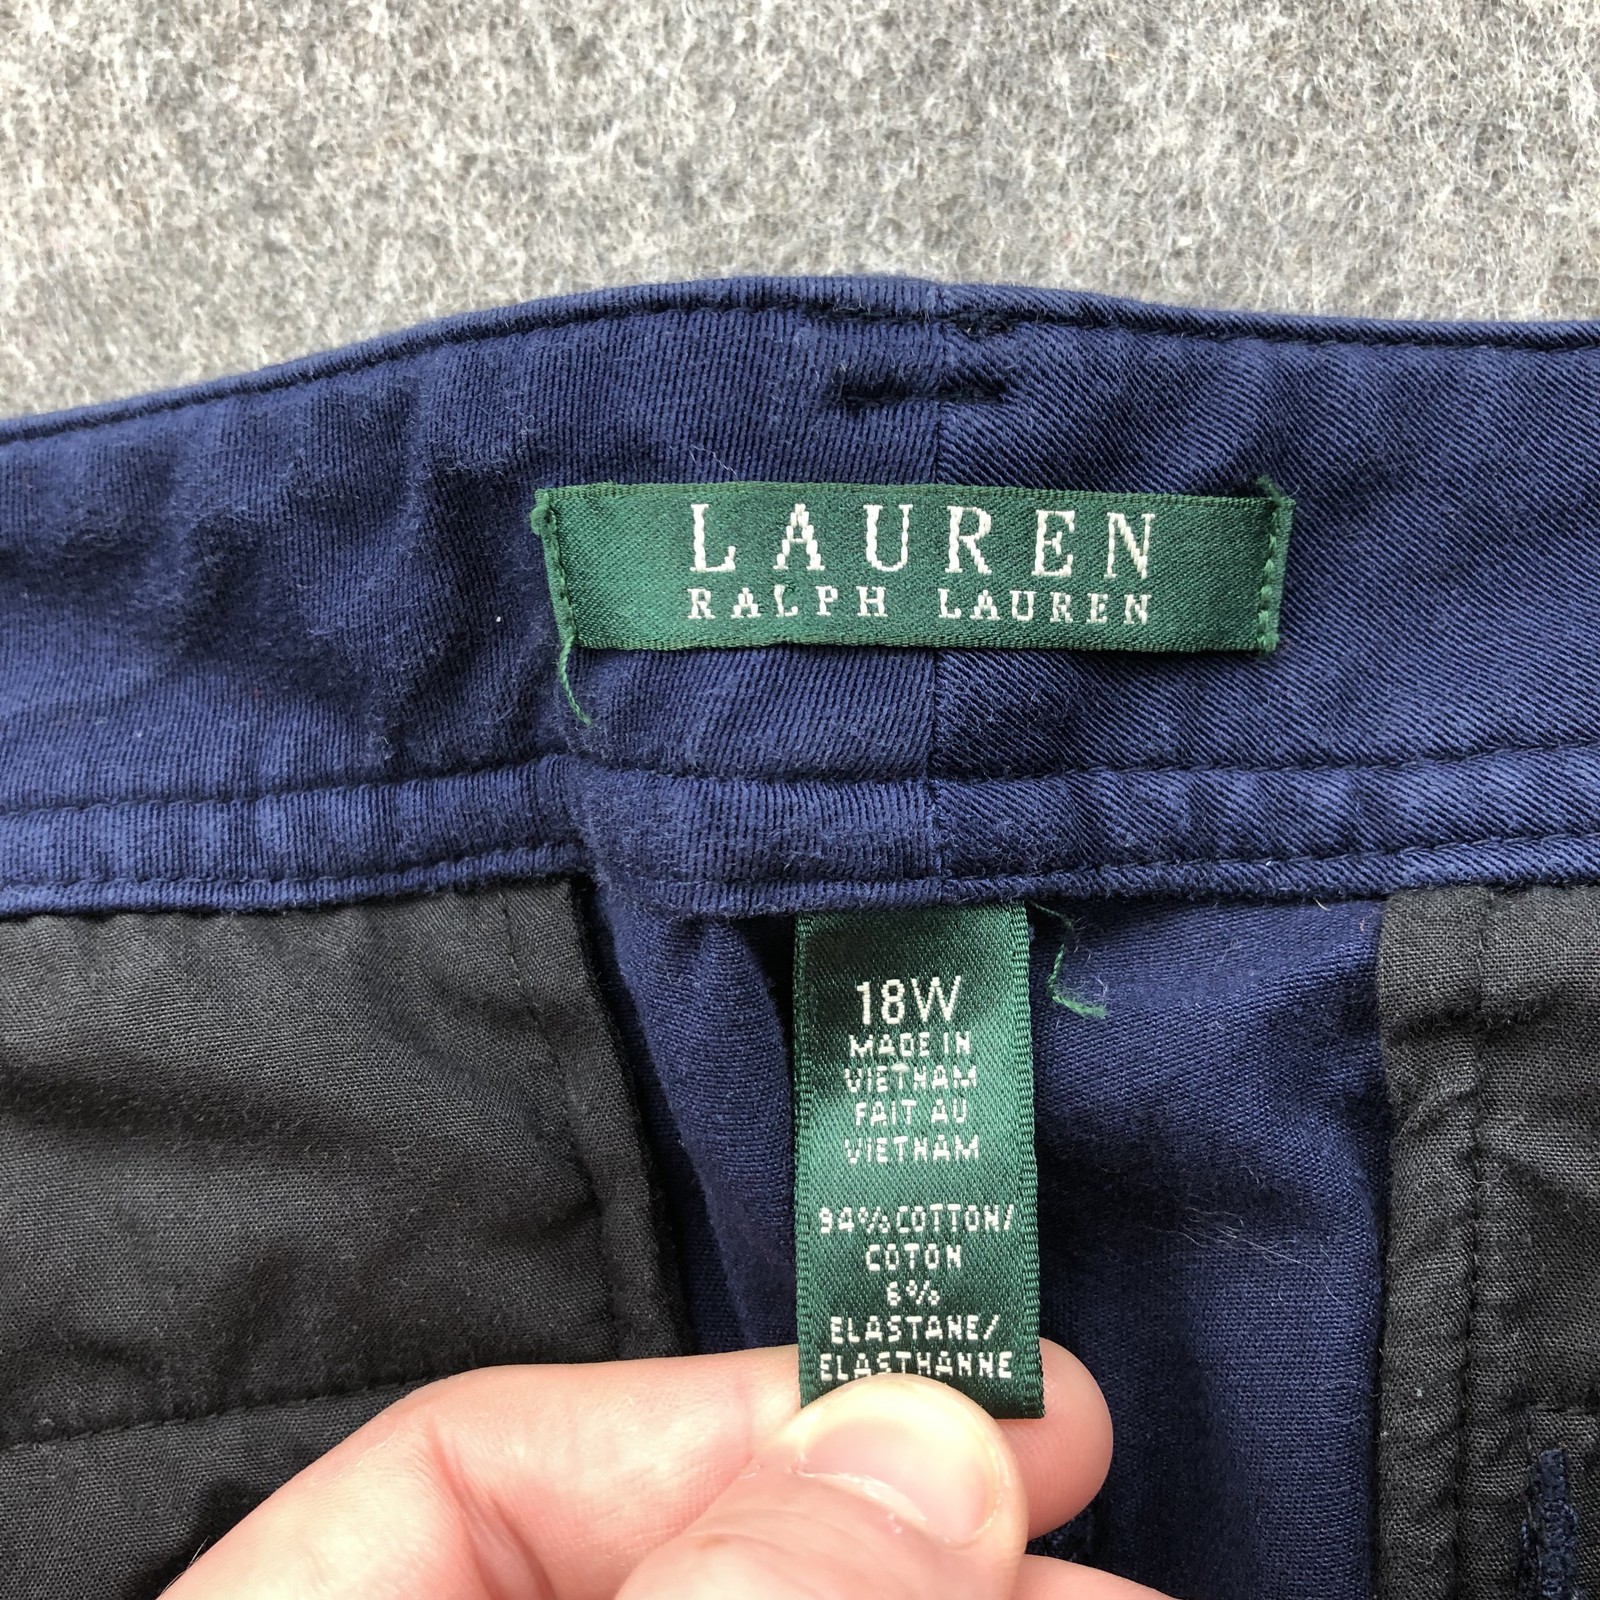 LAUREN
RALPH LAUREN
18W
MADE IN
VIETNAM
FAIT AU
VIETNAM
94% COTTON/
COTON
6%
ELASTANE/
ELASTHANNE